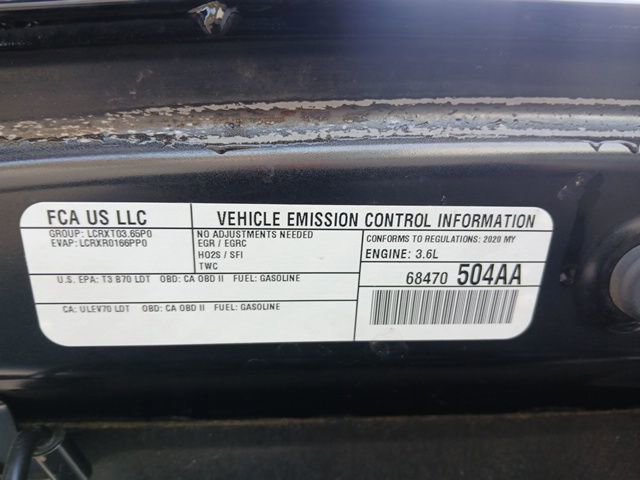 FCA US LLC
VEHICLE EMISSION CONTROL INFORMATION
GROUP: LCRXT03.65P0
EVAP: LCRXR0166PP0
NO ADJUSTMENTS NEEDED
EGR / EGRC
HO2S / SFI
TWC
CONFORMS TO REGULATIONS: 2020 MY
ENGINE: 3.6L
U.S. EPA: T3 B70 LDT OBD: CA OBD II FUEL: GASOLINE
68470 504AA
CA: ULEV70 LDT OBD: CA OBD II FUEL: GASOLINE